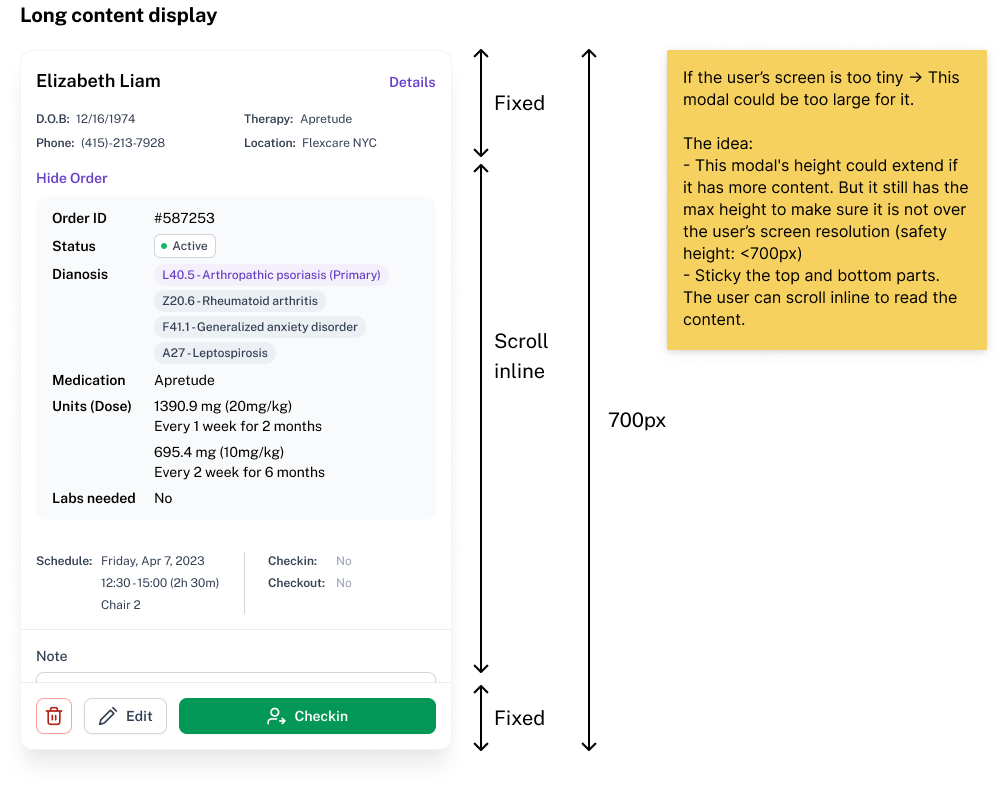 Long content display
Elizabeth Liam
Details
D.O.B: 12/16/1974
Therapy: Apretude
Phone: (415)-213-7928
Location: Flexcare NYC
Hide Order
Order ID #587253
Status Active
Dianosis L40.5 - Arthropathic psoriasis (Primary)
Z20.6 - Rheumatoid arthritis
F41.1 - Generalized anxiety disorder
A27 - Leptospirosis
Medication Apretude
Units (Dose) 1390.9 mg (20mg/kg)
Every 1 week for 2 months
695.4 mg (10mg/kg)
Every 2 week for 6 months
Labs needed No
Schedule: Friday, Apr 7, 2023
12:30 - 15:00 (2h 30m)
Chair 2
Checkin: No
Checkout: No
Note
Edit
Checkin
Fixed
Scroll
inline
Fixed
700px
If the user's screen is too tiny → This
modal could be too large for it.
The idea:
- This modal's height could extend if
it has more content. But it still has the
max height to make sure it is not over
the user's screen resolution (safety
height: <700px)
- Sticky the top and bottom parts.
The user can scroll inline to read the
content.